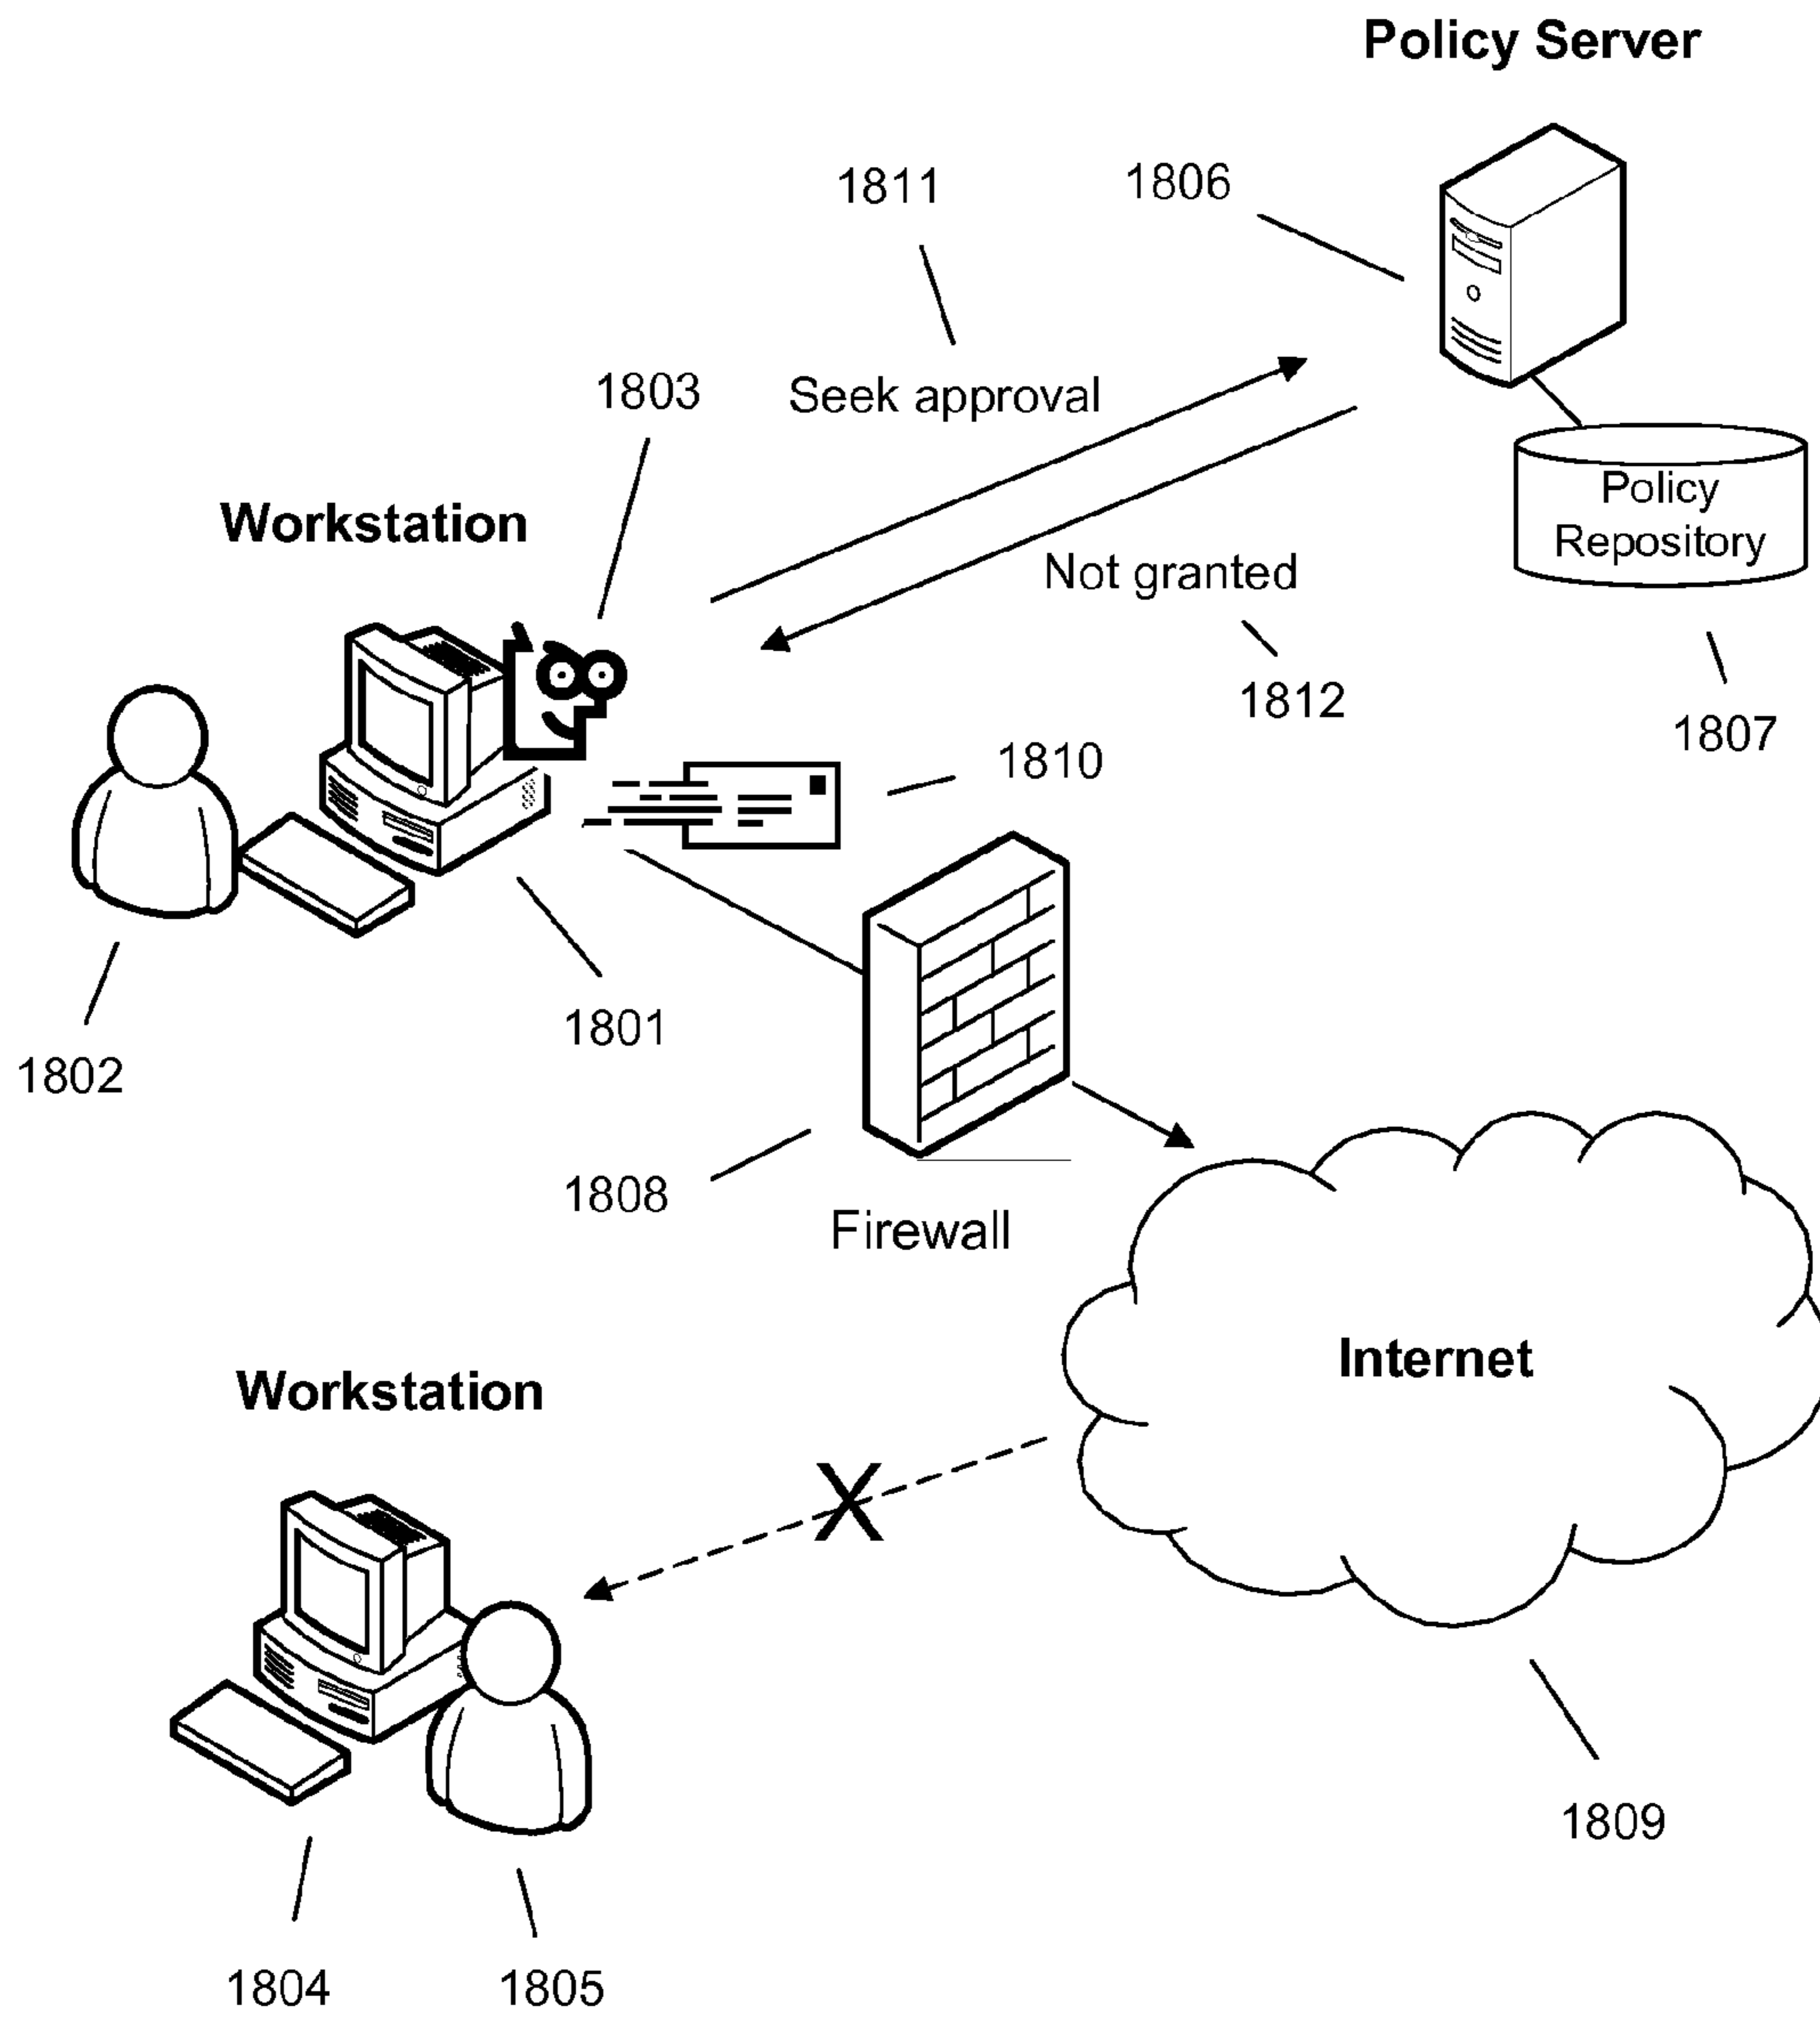 Policy Server
1811
1806
1803
Seek approval
Policy
Repository
Workstation
Not granted
1812
1807
1810
1801
1802
1808
Firewall
Internet
Workstation
1809
1804
1805
X